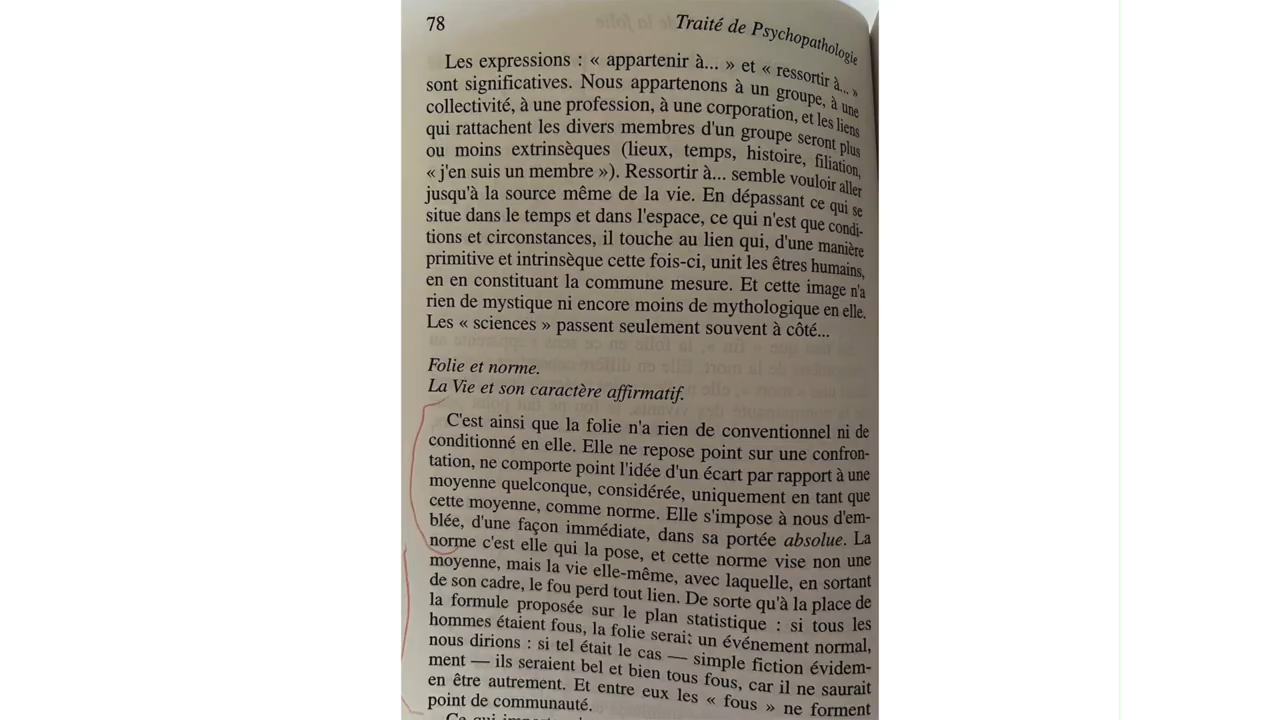 78
Traité de Psychopathologie
Les expressions : « appartenir à... » et « ressortir à... »
sont significatives. Nous appartenons à un groupe, à une
collectivité, à une profession, à une corporation, et les liens
qui rattachent les divers membres d'un groupe seront plus
ou moins extrinsèques (lieux, temps, histoire, filiation,
« j'en suis un membre »). Ressortir à... semble vouloir aller
jusqu'à la source même de la vie. En dépassant ce qui se
situe dans le temps et dans l'espace, ce qui n'est que condi-
tions et circonstances, il touche au lien qui, d'une manière
primitive et intrinsèque cette fois-ci, unit les êtres humains,
en en constituant la commune mesure. Et cette image n'a
rien de mystique ni encore moins de mythologique en elle.
Les « sciences » passent seulement souvent à côté...
Folie et norme.
La Vie et son caractère affirmatif.
C'est ainsi que la folie n'a rien de conventionnel ni de
conditionné en elle. Elle ne repose point sur une confron-
tation, ne comporte point l'idée d'un écart par rapport à une
moyenne quelconque, considérée, uniquement en tant que
cette moyenne, comme norme. Elle s'impose à nous d'em-
blée, d'une façon immédiate, dans sa portée absolue. La
norme c'est elle qui la pose, et cette norme vise non une
moyenne, mais la vie elle-même, avec laquelle, en sortant
de son cadre, le fou perd tout lien. De sorte qu'à la place de
la formule proposée sur le plan statistique : si tous les
hommes étaient fous, la folie serait un événement normal,
nous dirions : si tel était le cas — simple fiction évidem-
ment — ils seraient bel et bien tous fous, car il ne saurait
en être autrement. Et entre eux les « fous » ne forment
point de communauté.